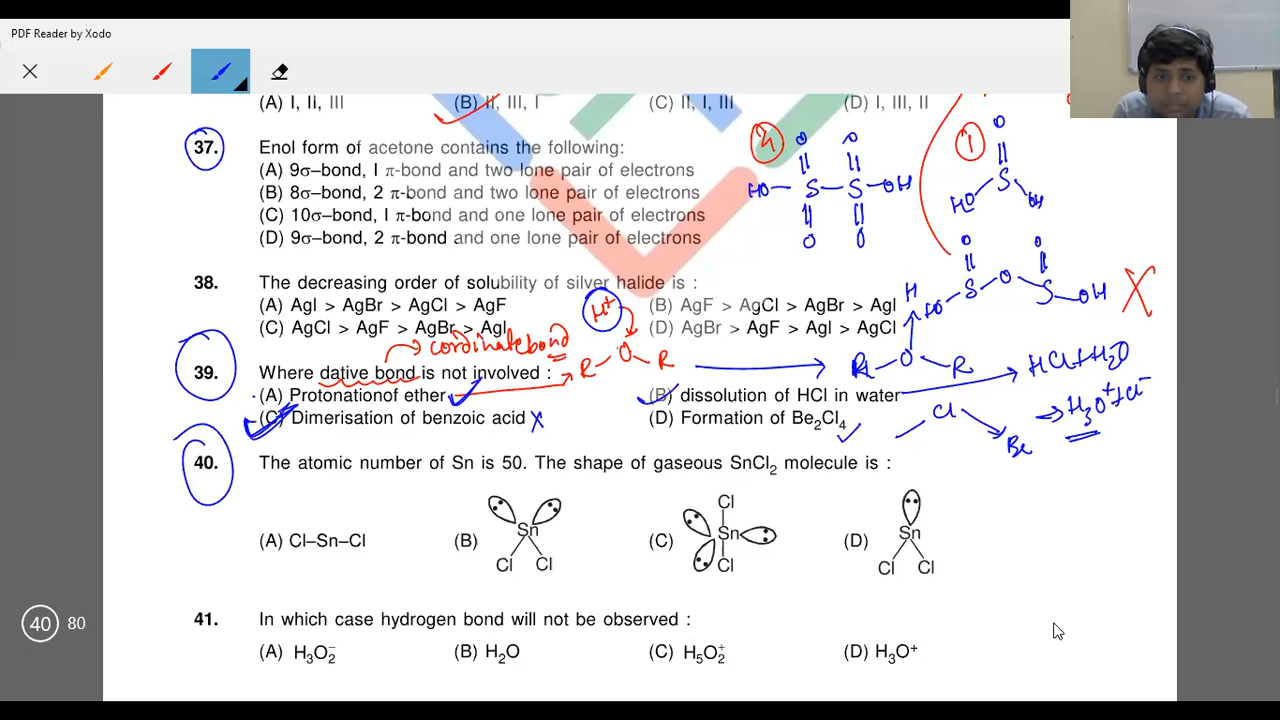 PDF Reader by Xodo
(A) I, II, III (B) II, III, I (C) II, I, III (D) I, III, II
37. Enol form of acetone contains the following:
(A) 9σ–bond, I π-bond and two lone pair of electrons
(B) 8σ–bond, 2 π-bond and two lone pair of electrons
(C) 10σ–bond, I π-bond and one lone pair of electrons
(D) 9σ–bond, 2 π-bond and one lone pair of electrons
4 O O
HO S S OH
O O
1 O
S
HO OH
O O
S O S
HO OH
38. The decreasing order of solubility of silver halide is :
(A) AgI > AgBr > AgCl > AgF (B) AgF > AgCl > AgBr > AgI
(C) AgCl > AgF > AgBr > AgI (D) AgBr > AgF > AgI > AgCl
H⁺
cordinate bond
R O R
H
R O R
HCl + H₂O
39. Where dative bond is not involved :
(A) Protonationof ether (B) dissolution of HCl in water
(C) Dimerisation of benzoic acid (D) Formation of Be₂Cl₄
⇒ H₃O⁺ + Cl⁻
Cl
Be
40. The atomic number of Sn is 50. The shape of gaseous SnCl₂ molecule is :
(A) Cl–Sn–Cl (B) Sn Cl Cl (C) Cl Sn Cl (D) Sn Cl Cl
41. In which case hydrogen bond will not be observed :
(A) H₃O₂⁻ (B) H₂O (C) H₅O₂⁺ (D) H₃O⁺
40 80